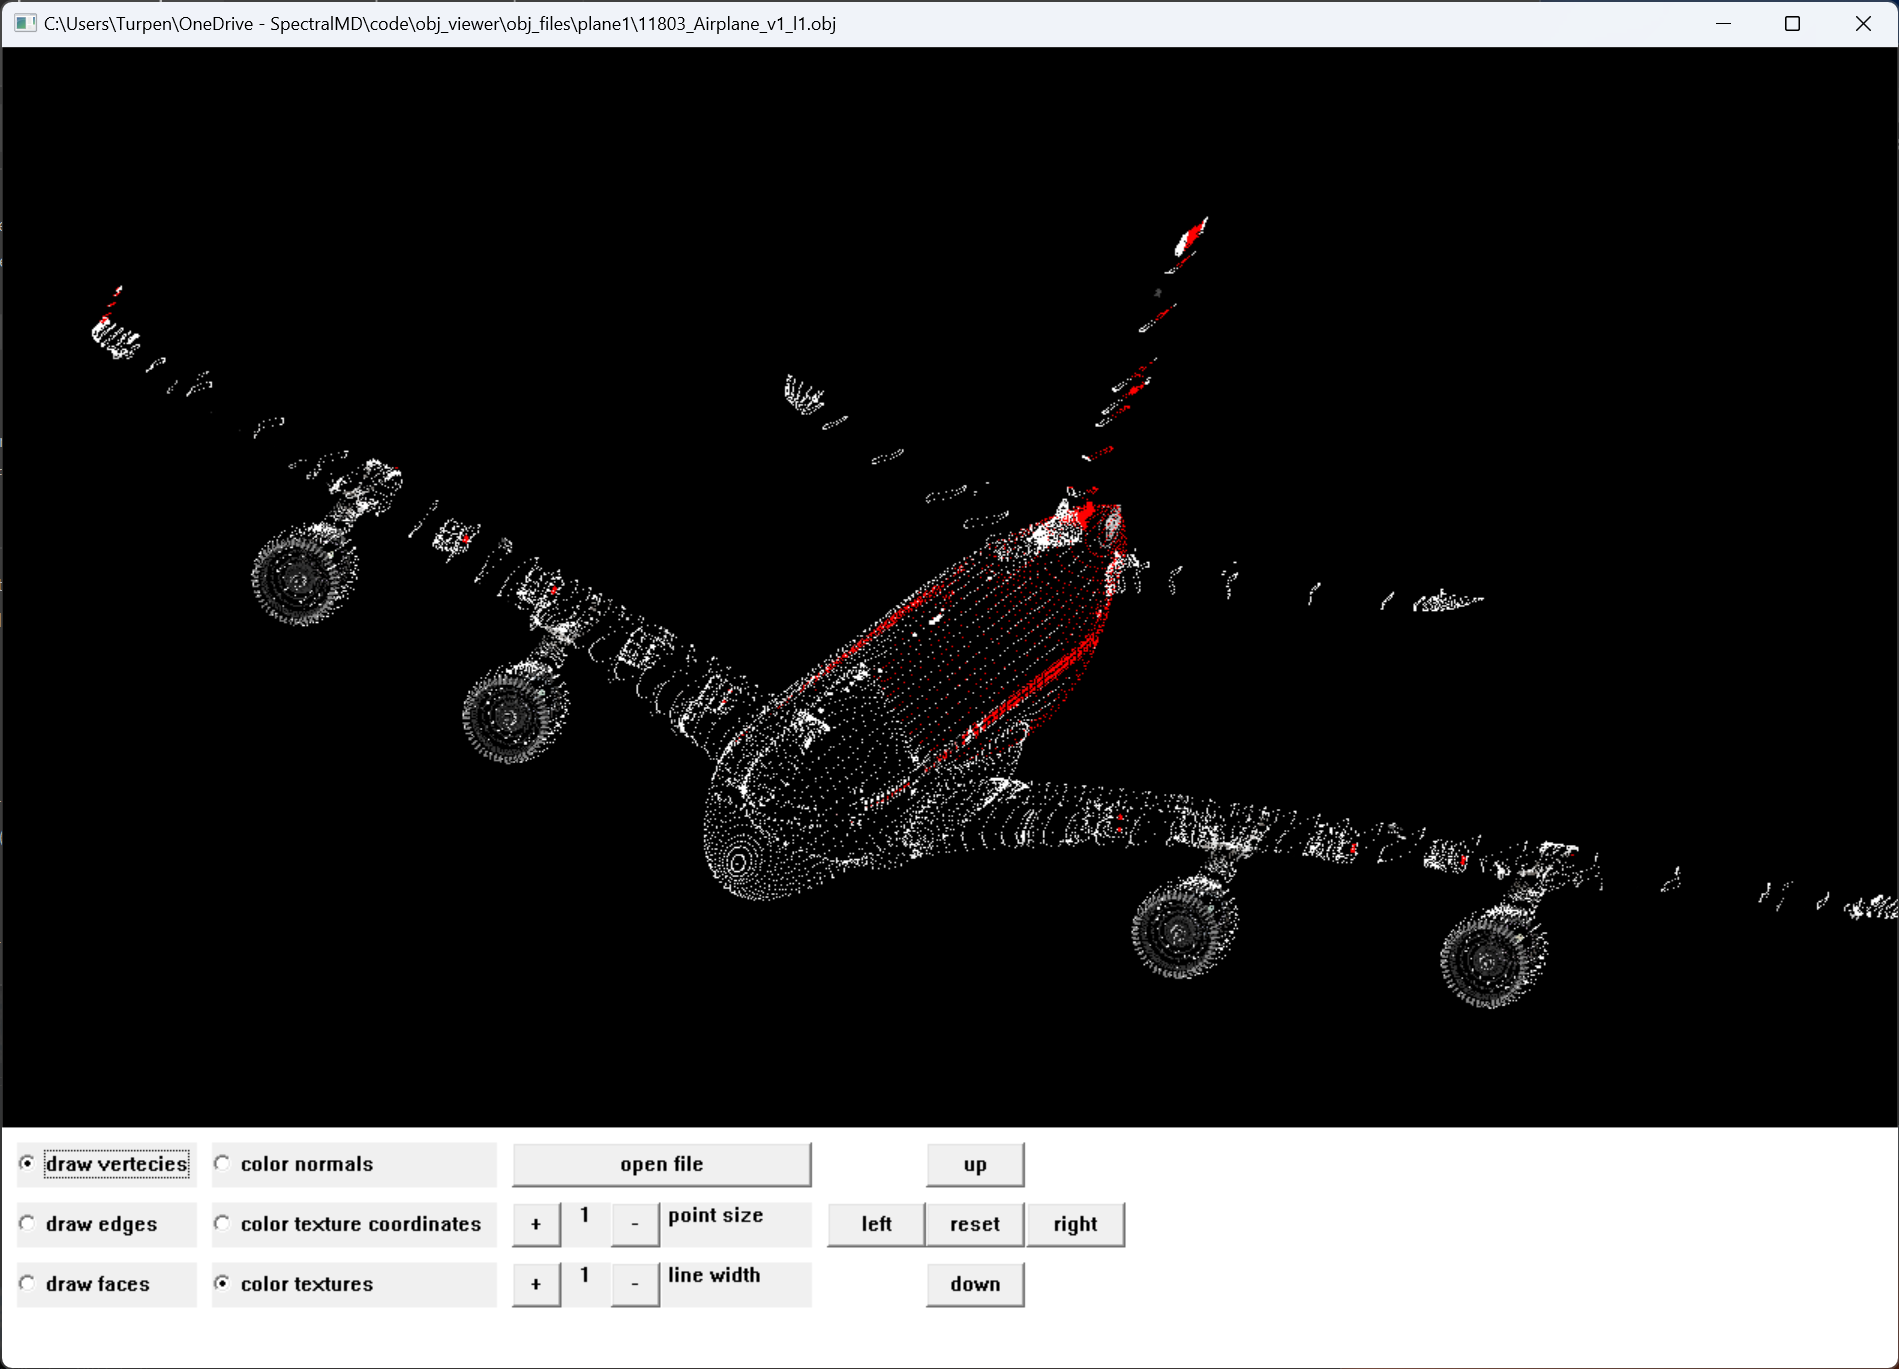 C:\Users\Turpen\OneDrive - SpectralMD\code\obj_viewer\obj_files\plane1\11803_Airplane_v1_l1.obj
draw vertecies
color normals
open file
up
draw edges
color texture coordinates
+ 1 - point size
left reset right
draw faces
color textures
+ 1 - line width
down